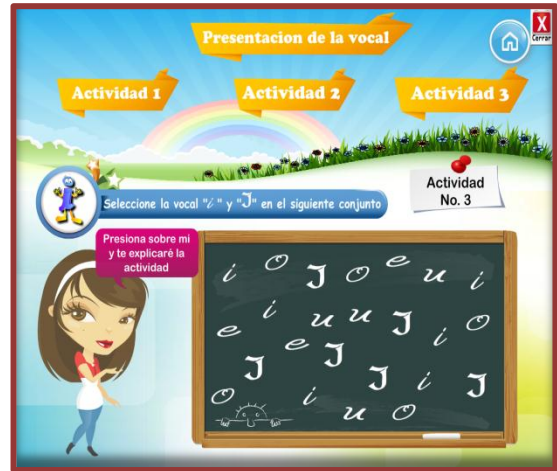 X
Cerrar
Presentacion de la vocal
Actividad 1 Actividad 2 Actividad 3
Actividad
No. 3
Seleccione la vocal "i " y "J" en el siguiente conjunto
Presiona sobre mi
y te explicaré la
actividad
i o J o e u i
e i u u J i o
J e J J i J
o i u o